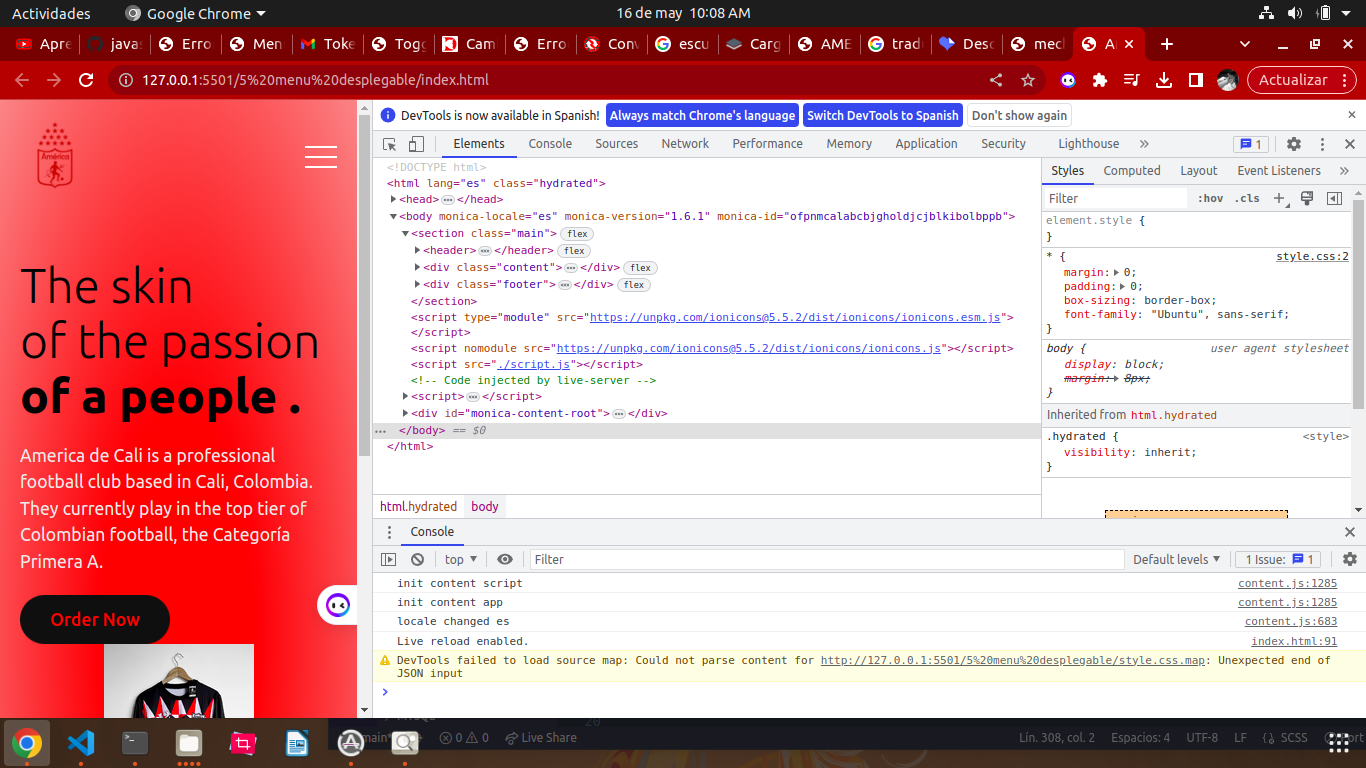 Actividades Google Chrome 16 de may 10:08 AM
Apre javas Erro Men Toke Togg Cam Erro Conv escu Carg AME trad Desc mecl Ar
127.0.0.1:5501/5%20menu%20desplegable/index.html Actualizar
América
The skin
of the passion
of a people .
America de Cali is a professional
football club based in Cali, Colombia.
They currently play in the top tier of
Colombian football, the Categoría
Primera A.
Order Now
DevTools is now available in Spanish! Always match Chrome's language Switch DevTools to Spanish Don't show again
Elements Console Sources Network Performance Memory Application Security Lighthouse » 1
<!DOCTYPE html>
<html lang="es" class="hydrated">
<head>…</head>
<body monica-locale="es" monica-version="1.6.1" monica-id="ofpnmcalabcbjgholdjcjblkibolbppb">
<section class="main"> flex
<header>…</header> flex
<div class="content">…</div> flex
<div class="footer">…</div> flex
</section>
<script type="module" src="https://unpkg.com/ionicons@5.5.2/dist/ionicons/ionicons.esm.js">
</script>
<script nomodule src="https://unpkg.com/ionicons@5.5.2/dist/ionicons/ionicons.js"></script>
<script src="./script.js"></script>
<!-- Code injected by live-server -->
<script>…</script>
<div id="monica-content-root">…</div>
… </body> == $0
</html>
html.hydrated body
Styles Computed Layout Event Listeners »
Filter :hov .cls +
element.style {
}
* { style.css:2
margin: 0;
padding: 0;
box-sizing: border-box;
font-family: "Ubuntu", sans-serif;
}
body { user agent stylesheet
display: block;
margin: 8px;
}
Inherited from html.hydrated
.hydrated { <style>
visibility: inherit;
}
Console
top Filter Default levels 1 Issue: 1
init content script content.js:1285
init content app content.js:1285
locale changed es content.js:683
Live reload enabled. index.html:91
DevTools failed to load source map: Could not parse content for http://127.0.0.1:5501/5%20menu%20desplegable/style.css.map: Unexpected end of
JSON input
20
main* 0 0 Live Share Lín. 308, col. 2 Espacios: 4 UTF-8 LF SCSS